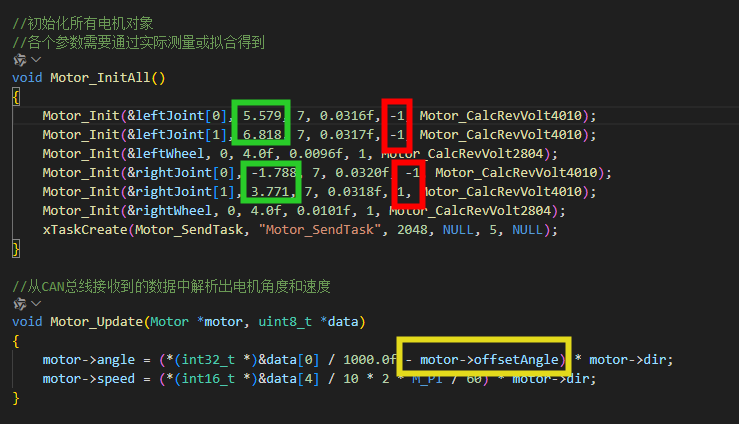 //初始化所有电机对象
//各个参数需要通过实际测量或拟合得到
void Motor_InitAll()
{
Motor_Init(&leftJoint[0], 5.579, 7, 0.0316f, -1, Motor_CalcRevVolt4010);
Motor_Init(&leftJoint[1], 6.818, 7, 0.0317f, -1, Motor_CalcRevVolt4010);
Motor_Init(&leftWheel, 0, 4.0f, 0.0096f, 1, Motor_CalcRevVolt2804);
Motor_Init(&rightJoint[0], -1.788, 7, 0.0320f, -1, Motor_CalcRevVolt4010);
Motor_Init(&rightJoint[1], 3.771, 7, 0.0318f, 1, Motor_CalcRevVolt4010);
Motor_Init(&rightWheel, 0, 4.0f, 0.0101f, 1, Motor_CalcRevVolt2804);
xTaskCreate(Motor_SendTask, "Motor_SendTask", 2048, NULL, 5, NULL);
}
//从CAN总线接收到的数据中解析出电机角度和速度
void Motor_Update(Motor *motor, uint8_t *data)
{
motor->angle = (*(int32_t *)&data[0] / 1000.0f - motor->offsetAngle) * motor->dir;
motor->speed = (*(int16_t *)&data[4] / 10 * 2 * M_PI / 60) * motor->dir;
}